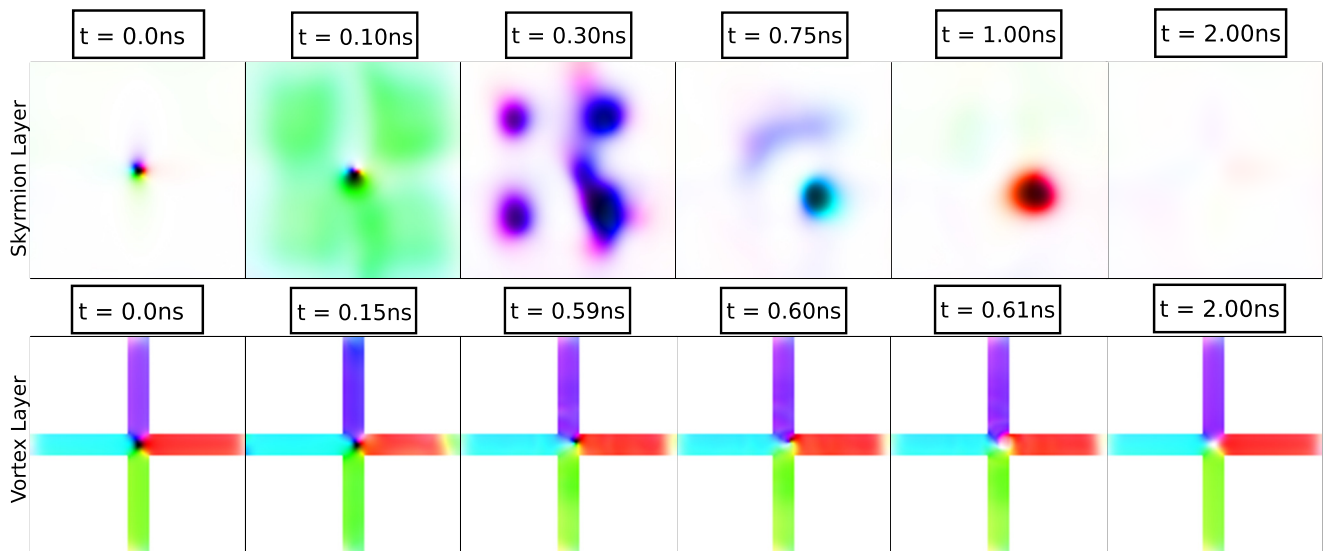 t = 0.0ns
t = 0.10ns
t = 0.30ns
t = 0.75ns
t = 1.00ns
t = 2.00ns
Skyrmion Layer
t = 0.0ns
t = 0.15ns
t = 0.59ns
t = 0.60ns
t = 0.61ns
t = 2.00ns
Vortex Layer